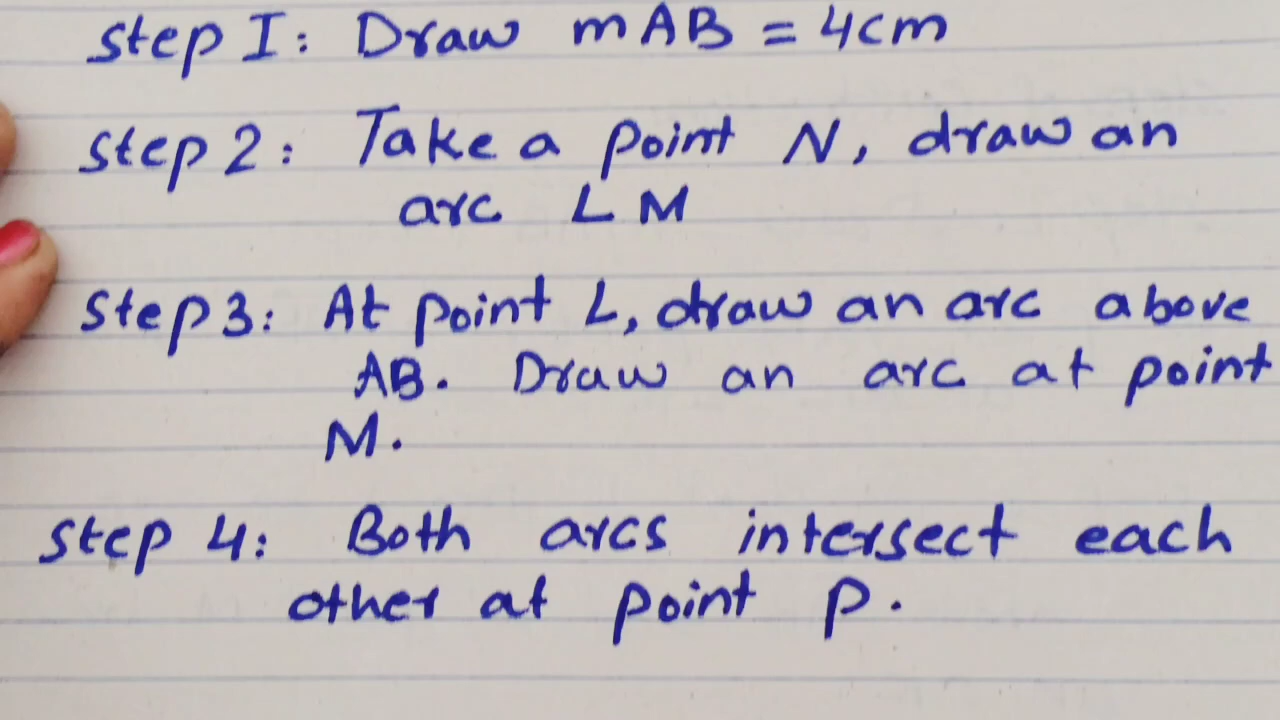 step I: Draw mAB = 4cm
step 2: Take a point N, draw an
arc LM
step 3: At point L, draw an arc above
AB. Draw an arc at point
M.
step 4: Both arcs intersect each
other at point P.